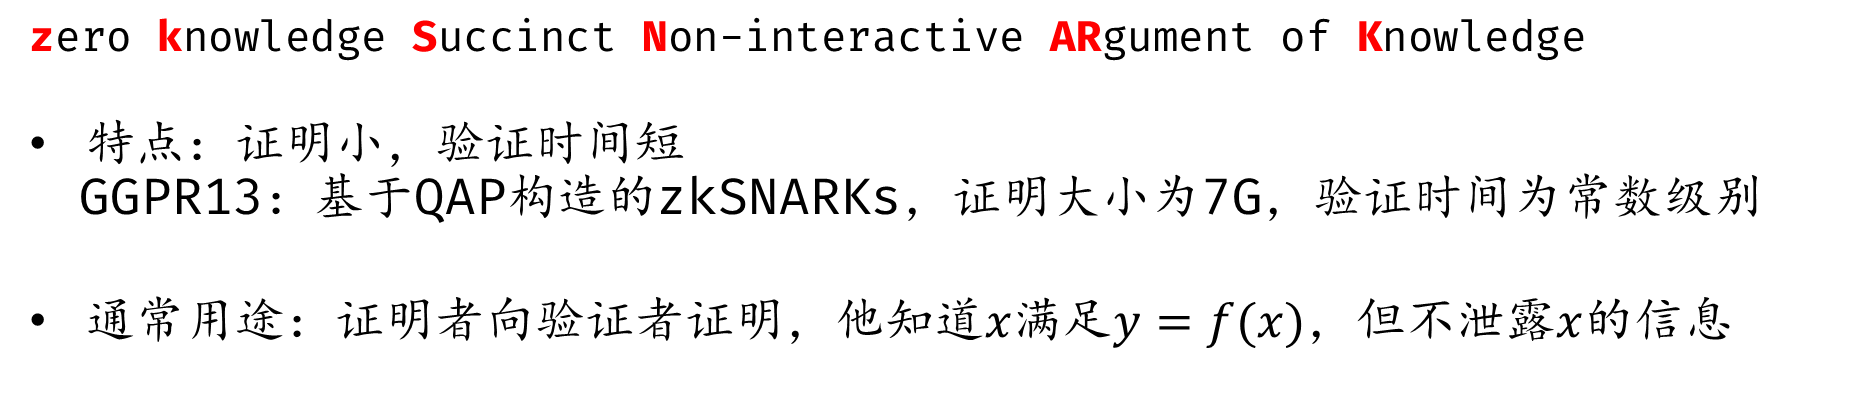 zero knowledge Succinct Non-interactive ARgument of Knowledge
• 特点：证明小，验证时间短
GGPR13：基于QAP构造的zkSNARKs，证明大小为7G，验证时间为常数级别
• 通常用途：证明者向验证者证明，他知道x满足y = f(x)，但不泄露x的信息